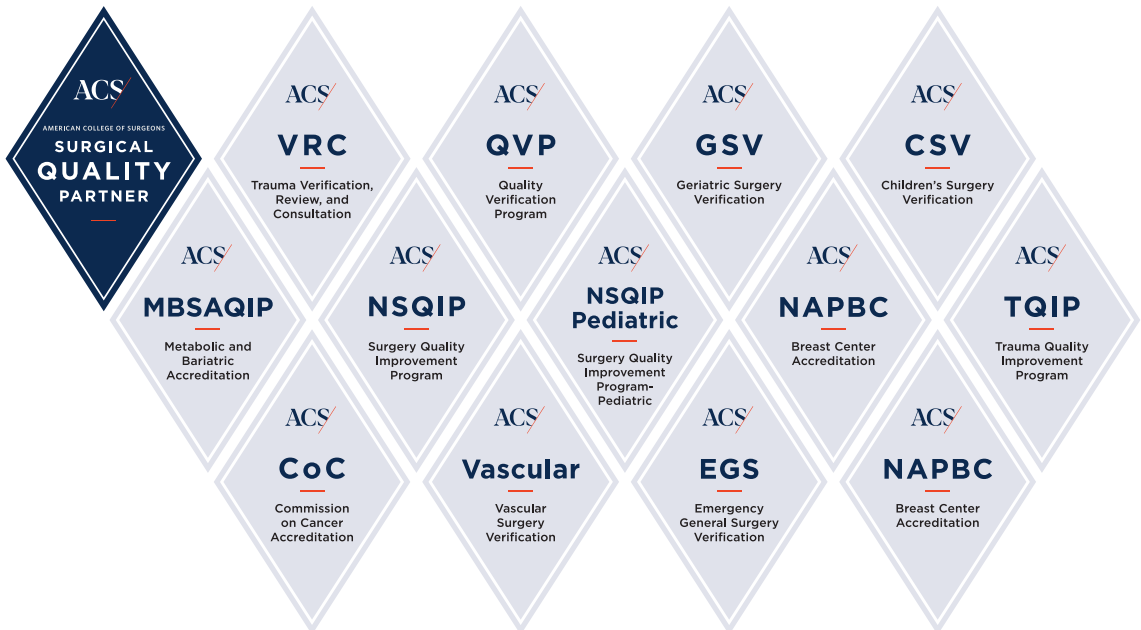 ACS
AMERICAN COLLEGE OF SURGEONS
SURGICAL
QUALITY
PARTNER
ACS
VRC
Trauma Verification,
Review, and
Consultation
ACS
QVP
Quality
Verification
Program
ACS
GSV
Geriatric Surgery
Verification
ACS
CSV
Children's Surgery
Verification
ACS
MBSAQIP
Metabolic and
Bariatric
Accreditation
ACS
NSQIP
Surgery Quality
Improvement
Program
ACS
NSQIP
Pediatric
Surgery Quality
Improvement
Program-
Pediatric
ACS
NAPBC
Breast Center
Accreditation
ACS
TQIP
Trauma Quality
Improvement
Program
ACS
CoC
Commission
on Cancer
Accreditation
ACS
Vascular
Vascular
Surgery
Verification
ACS
EGS
Emergency
General Surgery
Verification
ACS
NAPBC
Breast Center
Accreditation